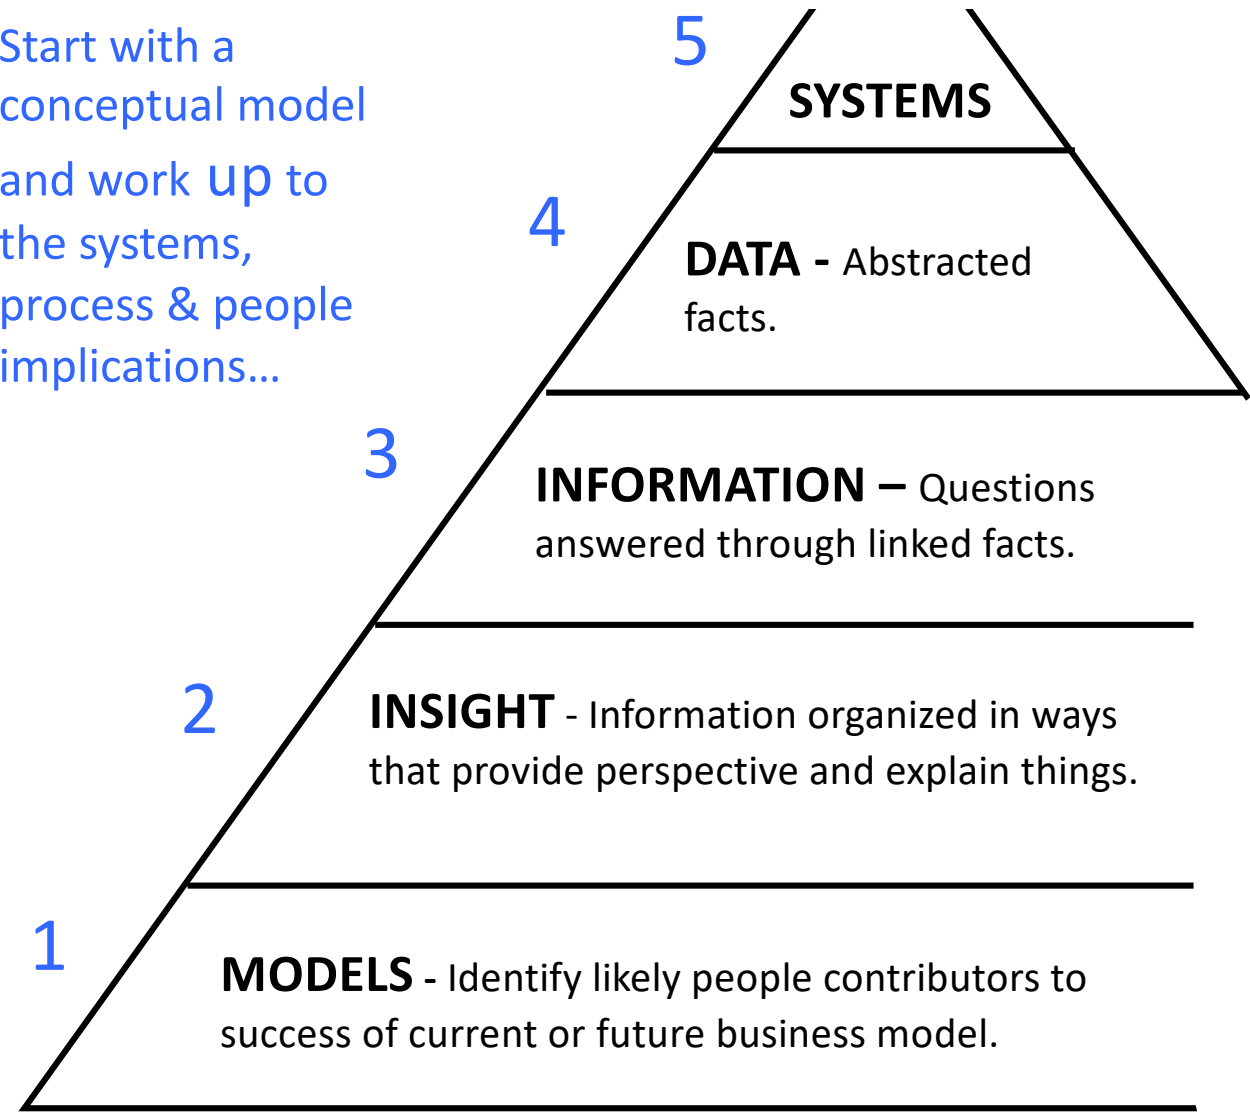 Start with a
conceptual model
and work up to
the systems,
process & people
implications...
5
SYSTEMS
4
DATA - Abstracted
facts.
3
INFORMATION – Questions
answered through linked facts.
2
INSIGHT - Information organized in ways
that provide perspective and explain things.
1
MODELS - Identify likely people contributors to
success of current or future business model.